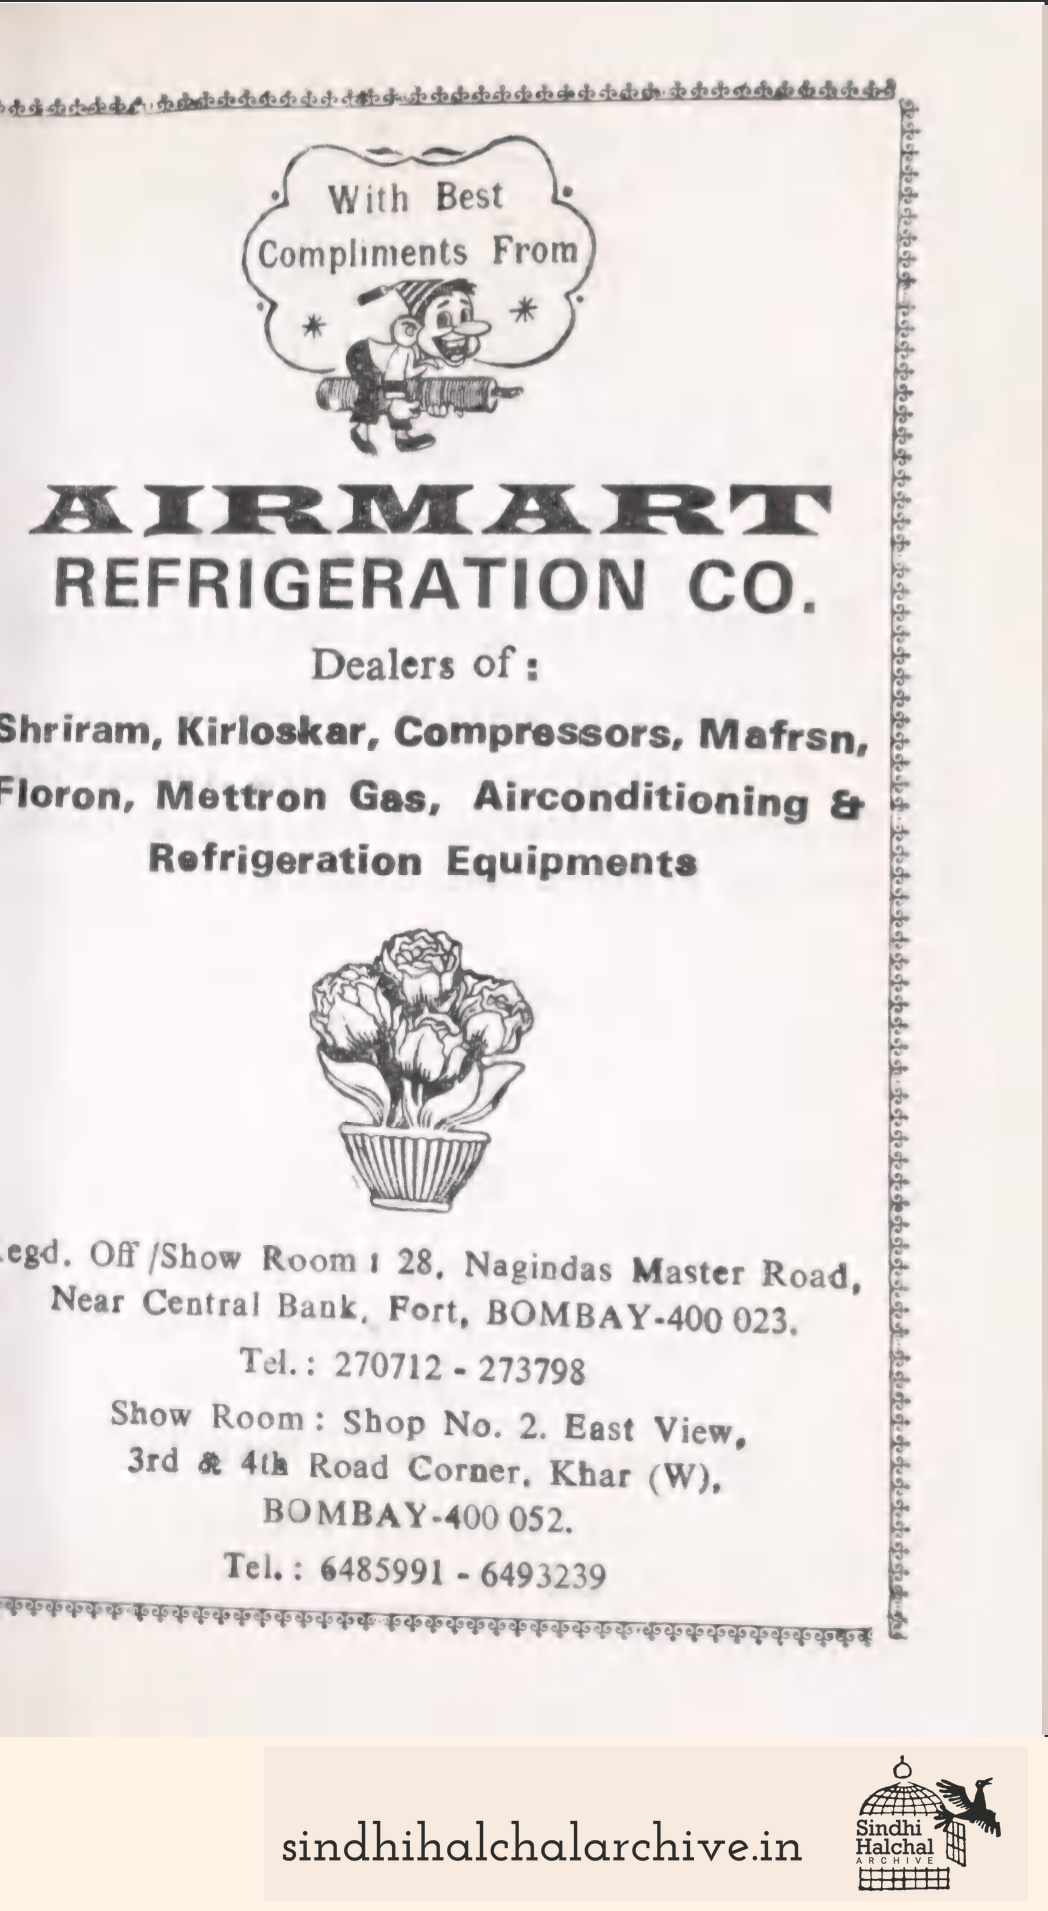 With Best
Compliments From
AIRMART
REFRIGERATION CO.
Dealers of :
Shriram, Kirloskar, Compressors, Mafrsn,
Floron, Mettron Gas, Airconditioning &
Refrigeration Equipments
egd. Off/Show Room : 28, Nagindas Master Road,
Near Central Bank, Fort, BOMBAY-400 023.
Tel. : 270712 - 273798
Show Room : Shop No. 2. East View,
3rd & 4th Road Corner, Khar (W),
BOMBAY-400 052.
Tel. : 6485991 - 6493239
sindhihalchalarchive.in
Sindhi
Halchal
ARCHIVE